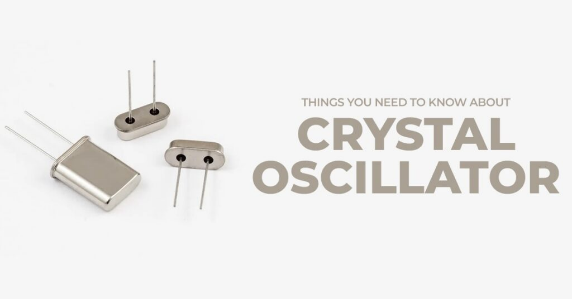 THINGS YOU NEED TO KNOW ABOUT
CRYSTAL
OSCILLATOR